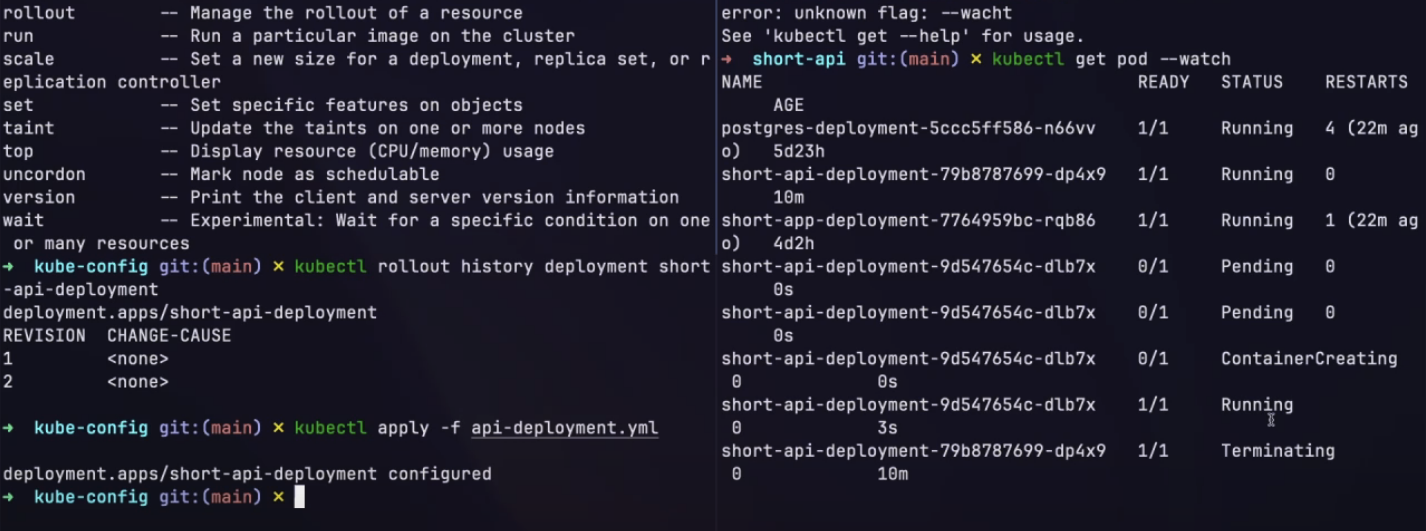 rollout -- Manage the rollout of a resource
run -- Run a particular image on the cluster
scale -- Set a new size for a deployment, replica set, or r
eplication controller
set -- Set specific features on objects
taint -- Update the taints on one or more nodes
top -- Display resource (CPU/memory) usage
uncordon -- Mark node as schedulable
version -- Print the client and server version information
wait -- Experimental: Wait for a specific condition on one
or many resources
➜ kube-config git:(main) ✗ kubectl rollout history deployment short
-api-deployment
deployment.apps/short-api-deployment
REVISION CHANGE-CAUSE
1 <none>
2 <none>
➜ kube-config git:(main) ✗ kubectl apply -f api-deployment.yml
deployment.apps/short-api-deployment configured
➜ kube-config git:(main) ✗
error: unknown flag: --wacht
See 'kubectl get --help' for usage.
➜ short-api git:(main) ✗ kubectl get pod --watch
NAME READY STATUS RESTARTS
AGE
postgres-deployment-5ccc5ff586-n66vv 1/1 Running 4 (22m ag
o) 5d23h
short-api-deployment-79b8787699-dp4x9 1/1 Running 0
10m
short-app-deployment-7764959bc-rqb86 1/1 Running 1 (22m ag
o) 4d2h
short-api-deployment-9d547654c-dlb7x 0/1 Pending 0
0s
short-api-deployment-9d547654c-dlb7x 0/1 Pending 0
0s
short-api-deployment-9d547654c-dlb7x 0/1 ContainerCreating
0 0s
short-api-deployment-9d547654c-dlb7x 1/1 Running
0 3s
short-api-deployment-79b8787699-dp4x9 1/1 Terminating
0 10m